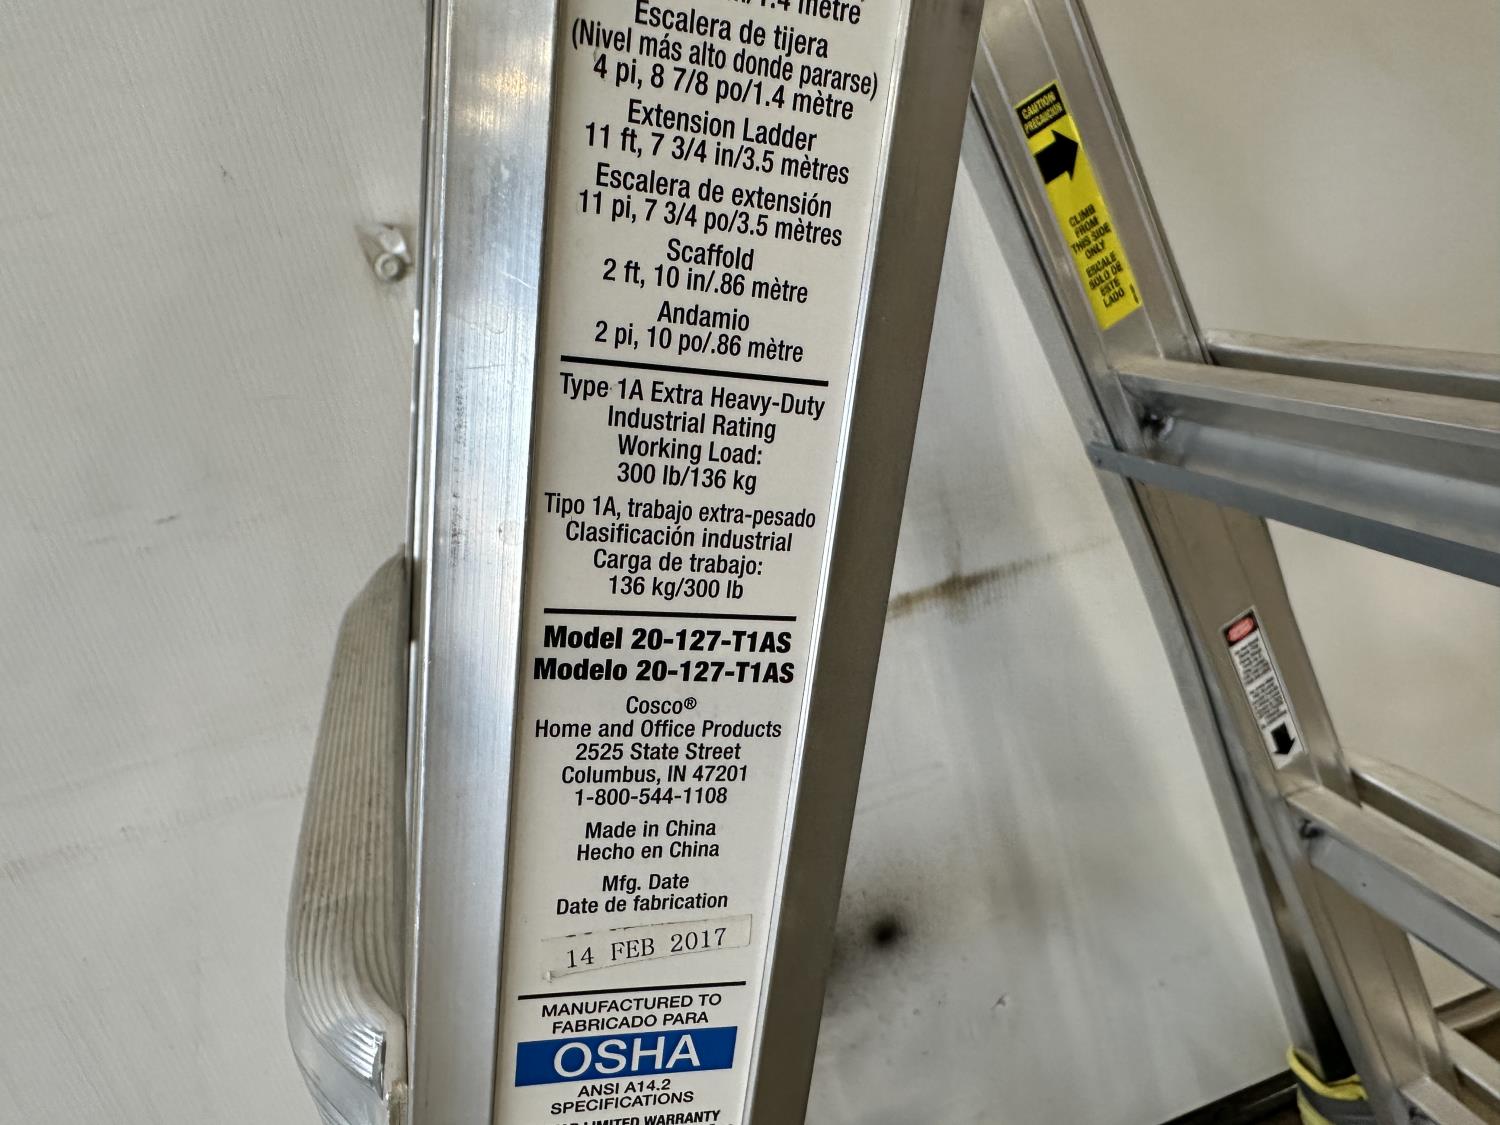 1.4 metre
Escalera de tijera
(Nivel más alto donde pararse)
4 pi, 8 7/8 po/1.4 mètre
Extension Ladder
11 ft, 7 3/4 in/3.5 mètres
Escalera de extensión
11 pi, 7 3/4 po/3.5 mètres
Scaffold
2 ft, 10 in/.86 mètre
Andamio
2 pi, 10 po/.86 mètre
Type 1A Extra Heavy-Duty
Industrial Rating
Working Load:
300 lb/136 kg
Tipo 1A, trabajo extra-pesado
Clasificación industrial
Carga de trabajo:
136 kg/300 lb
Model 20-127-T1AS
Modelo 20-127-T1AS
Cosco®
Home and Office Products
2525 State Street
Columbus, IN 47201
1-800-544-1108
Made in China
Hecho en China
Mfg. Date
Date de fabrication
14 FEB 2017
MANUFACTURED TO
FABRICADO PARA
OSHA
ANSI A14.2
SPECIFICATIONS
LIMITED WARRANTY
CAUTION
PRECAUCION
CLIMB
FROM
THIS SIDE
ONLY
ESCALE
SOLO DE
ESTE
LADO